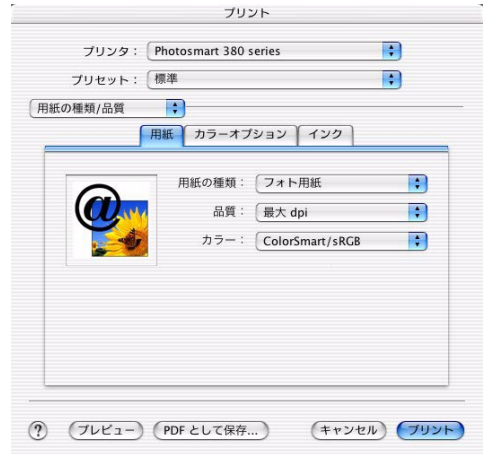 プリント
プリンタ： Photosmart 380 series
プリセット： 標準
用紙の種類/品質
用紙 カラーオプション インク
用紙の種類： フォト用紙
品質： 最大 dpi
カラー： ColorSmart/sRGB
@
? プレビュー PDF として保存... キャンセル プリント